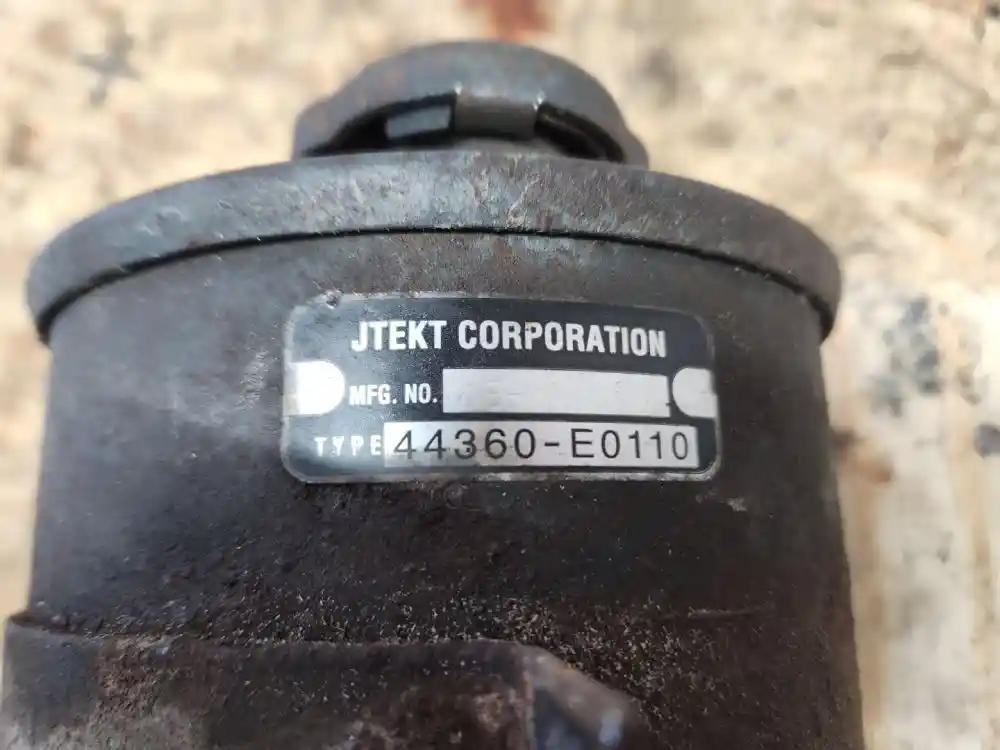 JTEKT CORPORATION
MFG. NO.
TYPE 44360-E0110